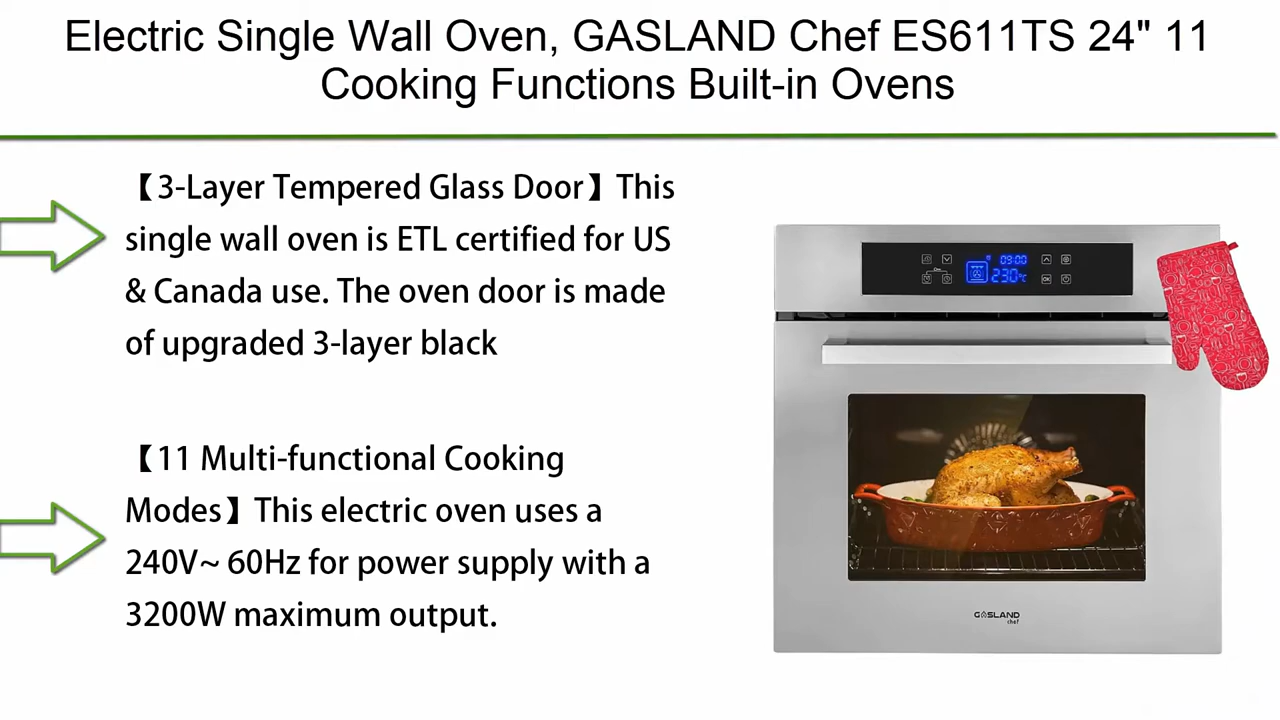 Electric Single Wall Oven, GASLAND Chef ES611TS 24" 11
Cooking Functions Built-in Ovens
【3-Layer Tempered Glass Door】This
single wall oven is ETL certified for US
& Canada use. The oven door is made
of upgraded 3-layer black
【11 Multi-functional Cooking
Modes】This electric oven uses a
240V~ 60Hz for power supply with a
3200W maximum output.
09:00
230°C
OK
GASLAND
chef